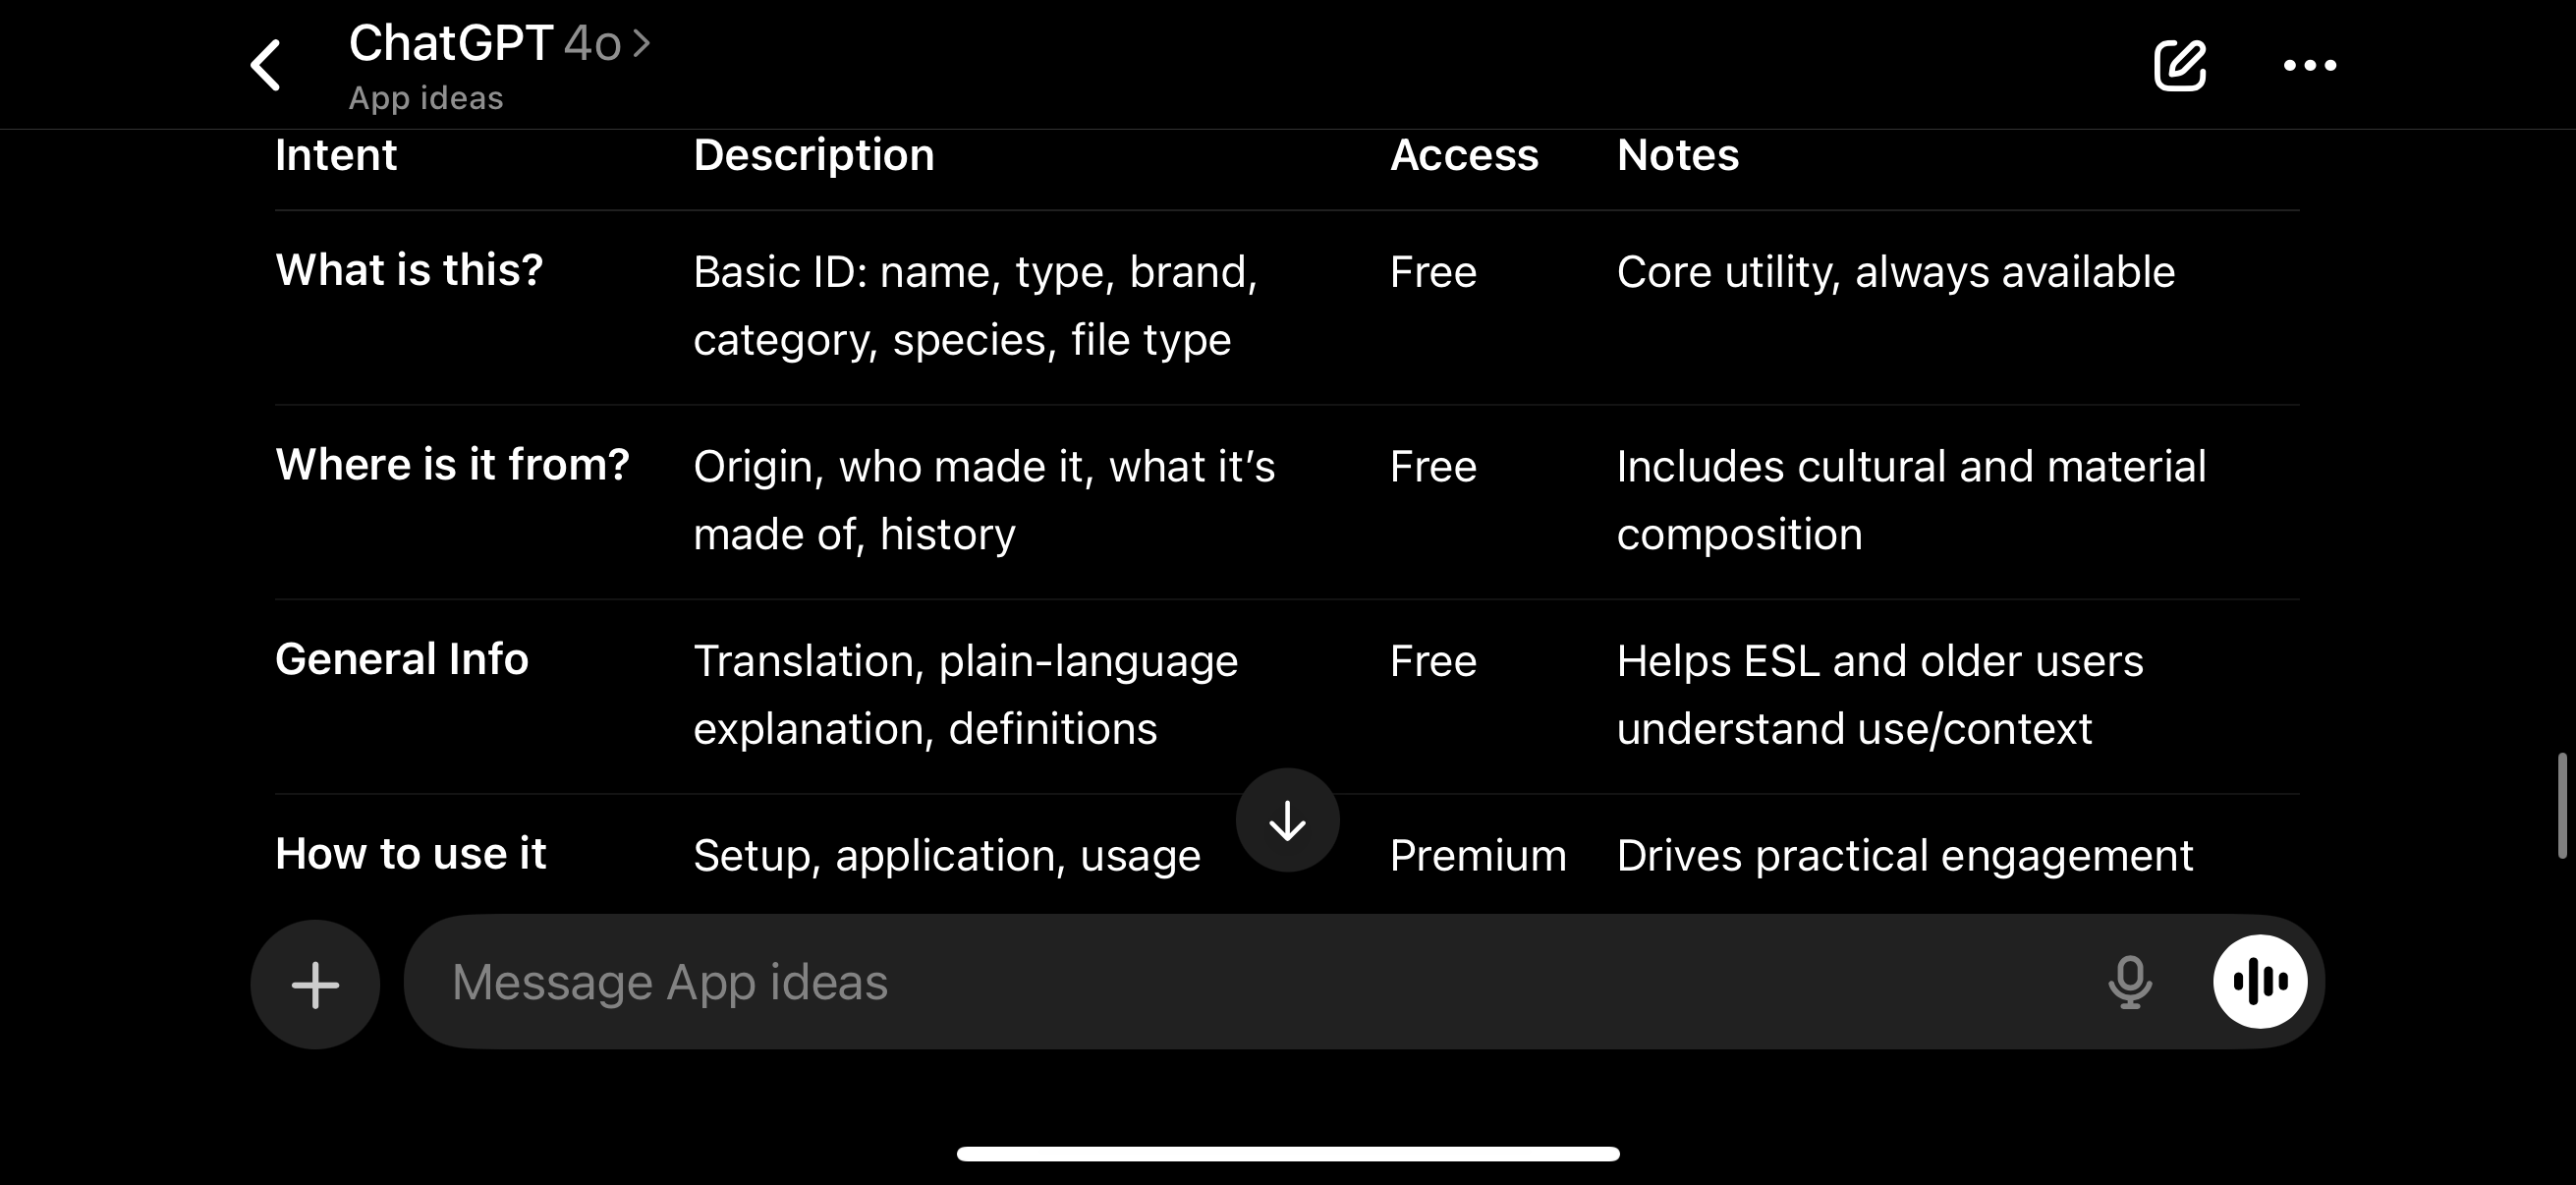 ChatGPT 4o >
App ideas
Intent Description Access Notes
What is this? Basic ID: name, type, brand, Free Core utility, always available
category, species, file type
Where is it from? Origin, who made it, what it’s Free Includes cultural and material
made of, history composition
General Info Translation, plain-language Free Helps ESL and older users
explanation, definitions understand use/context
How to use it Setup, application, usage Premium Drives practical engagement
Message App ideas